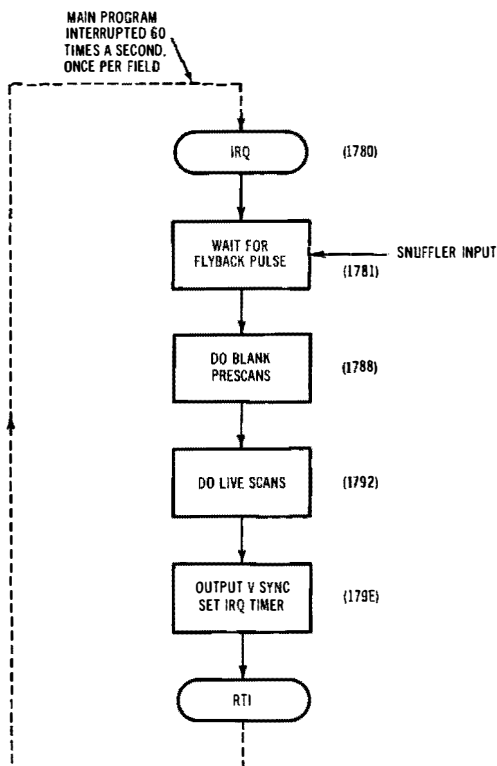 MAIN PROGRAM
INTERRUPTED 60
TIMES A SECOND,
ONCE PER FIELD
IRQ (1780)
WAIT FOR
FLYBACK PULSE
SNUFFLER INPUT
(1781)
DO BLANK
PRESCANS
(1788)
DO LIVE SCANS (1792)
OUTPUT V SYNC
SET IRQ TIMER
(179E)
RTI